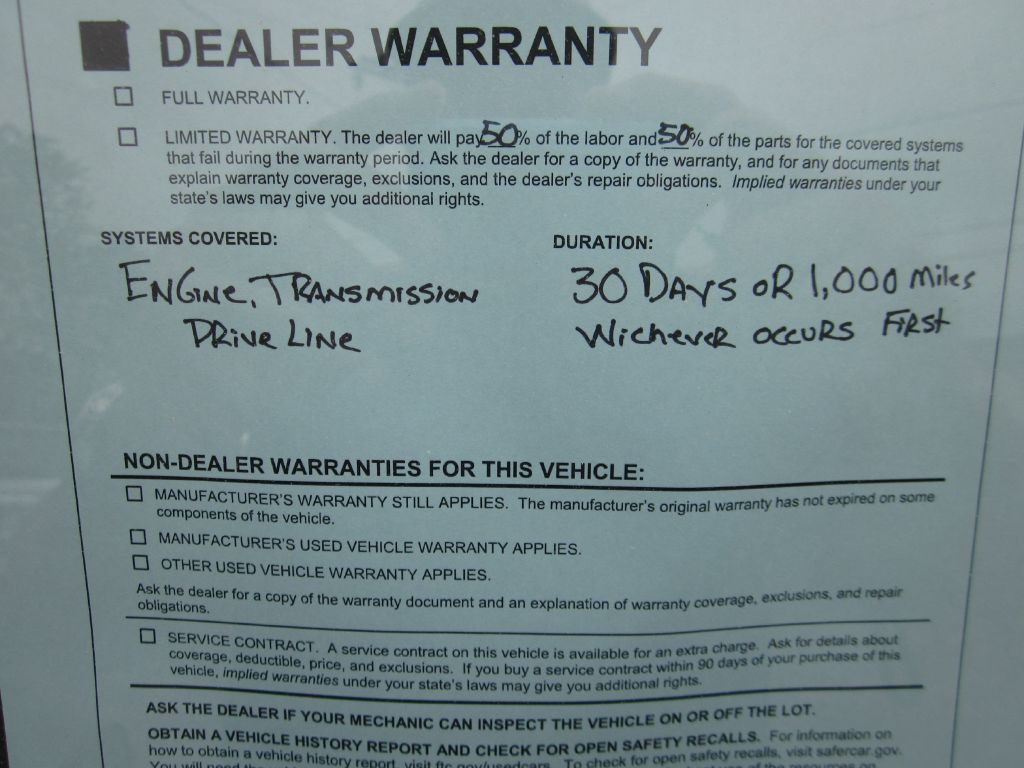 DEALER WARRANTY
FULL WARRANTY.
LIMITED WARRANTY. The dealer will pay 50% of the labor and 50% of the parts for the covered systems
that fail during the warranty period. Ask the dealer for a copy of the warranty, and for any documents that
explain warranty coverage, exclusions, and the dealer's repair obligations. Implied warranties under your
state's laws may give you additional rights.
SYSTEMS COVERED:
ENGINE, TRANSMISSION
DRIVE LINE
DURATION:
30 DAYS OR 1,000 Miles
Wichever occurs First
NON-DEALER WARRANTIES FOR THIS VEHICLE:
MANUFACTURER'S WARRANTY STILL APPLIES. The manufacturer's original warranty has not expired on some
components of the vehicle.
MANUFACTURER'S USED VEHICLE WARRANTY APPLIES.
OTHER USED VEHICLE WARRANTY APPLIES.
Ask the dealer for a copy of the warranty document and an explanation of warranty coverage, exclusions, and repair
obligations.
SERVICE CONTRACT. A service contract on this vehicle is available for an extra charge. Ask for details about
coverage, deductible, price, and exclusions. If you buy a service contract within 90 days of your purchase of this
vehicle, implied warranties under your state's laws may give you additional rights.
ASK THE DEALER IF YOUR MECHANIC CAN INSPECT THE VEHICLE ON OR OFF THE LOT.
OBTAIN A VEHICLE HISTORY REPORT AND CHECK FOR OPEN SAFETY RECALLS. For information on
how to obtain a vehicle history report, visit ftc.gov/usedcars. To check for open safety recalls, visit safercar.gov.
You will need the